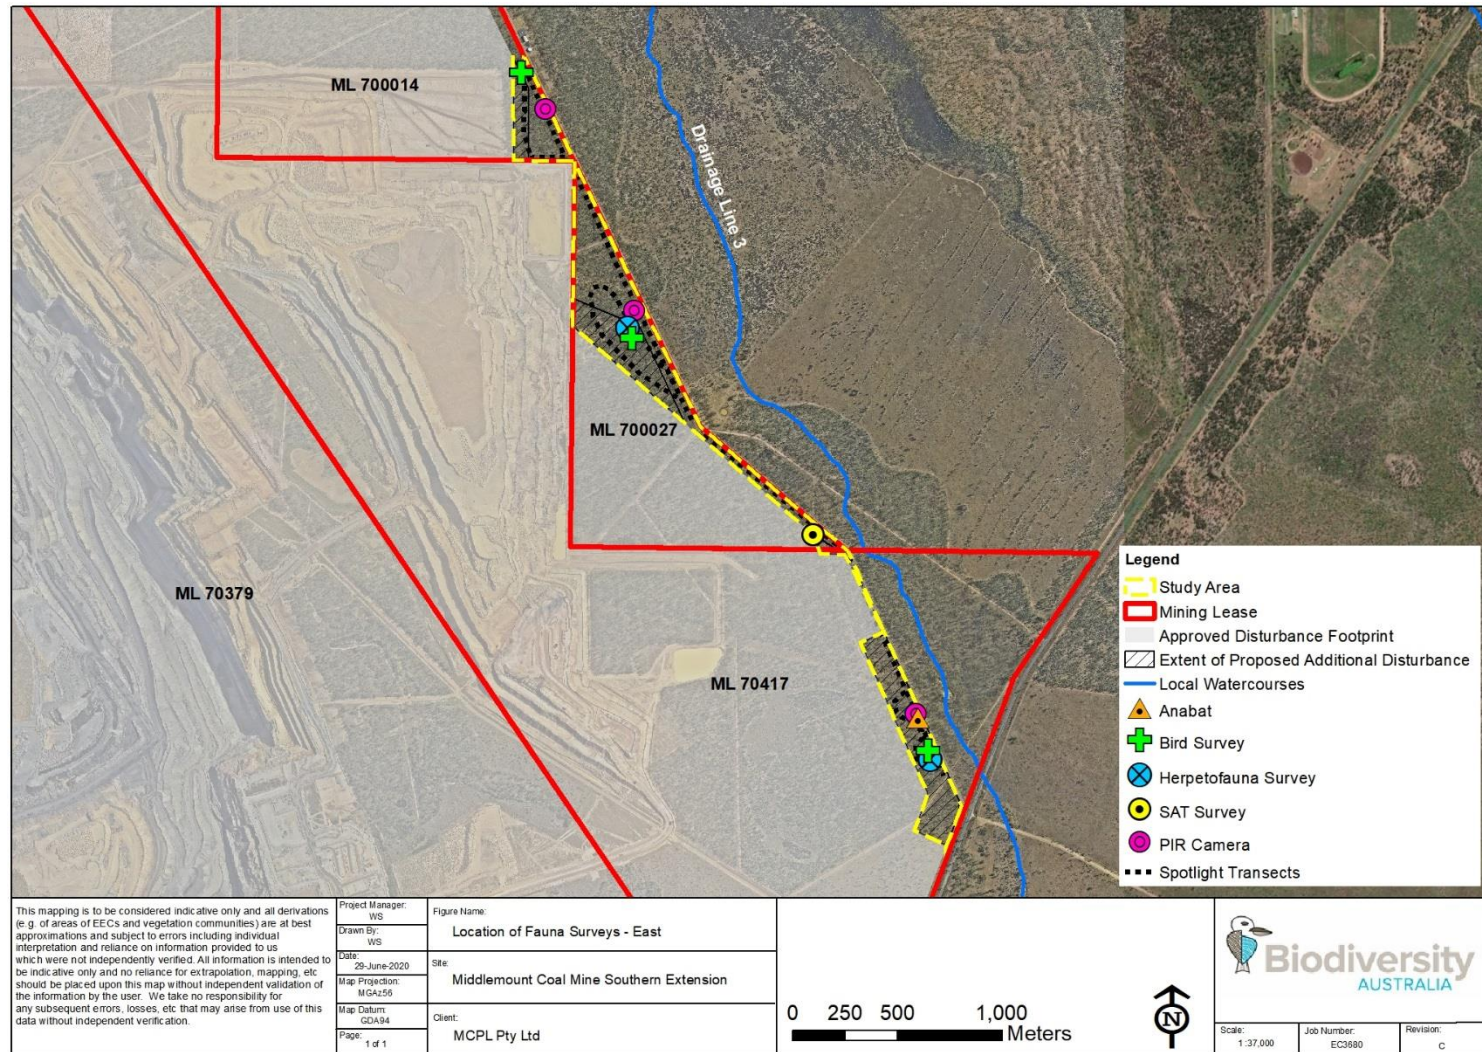 ML 700014
Drainage Line 3
ML 700027
ML 70379
ML 70417
Legend
Study Area
Mining Lease
Approved Disturbance Footprint
Extent of Proposed Additional Disturbance
Local Watercourses
Anabat
Bird Survey
Herpetofauna Survey
SAT Survey
PIR Camera
Spotlight Transects
This mapping is to be considered indicative only and all derivations
(e.g. of areas of EECs and vegetation communities) are at best
approximations and subject to errors including individual
interpretation and reliance on information provided to us
which were not independently verified. All information is intended to
be indicative only and no reliance for extrapolation, mapping, etc
should be placed upon this map without independent validation of
the information by the user. We take no responsibility for
any subsequent errors, losses, etc that may arise from use of this
data without independent verification.
Project Manager:
WS
Drawn By:
WS
Date:
29-June-2020
Map Projection:
MGAz56
Map Datum:
GDA94
Page:
1 of 1
Figure Name:
Location of Fauna Surveys - East
Site:
Middlemount Coal Mine Southern Extension
Client:
MCPL Pty Ltd
0 250 500 1,000
Meters
N
Biodiversity
AUSTRALIA
Scale:
1:37,000
Job Number:
EC3680
Revision:
C